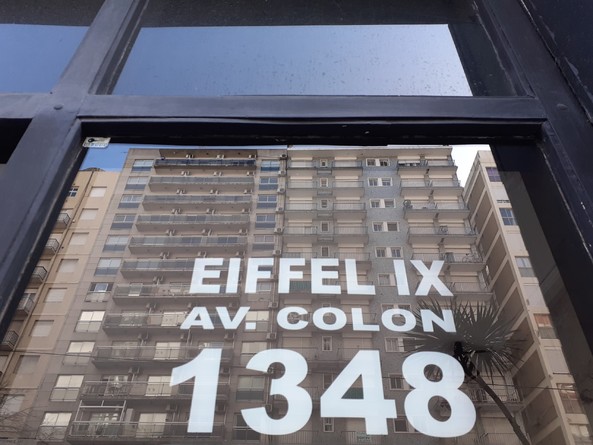 EIFFEL IX
AV. COLON
1348